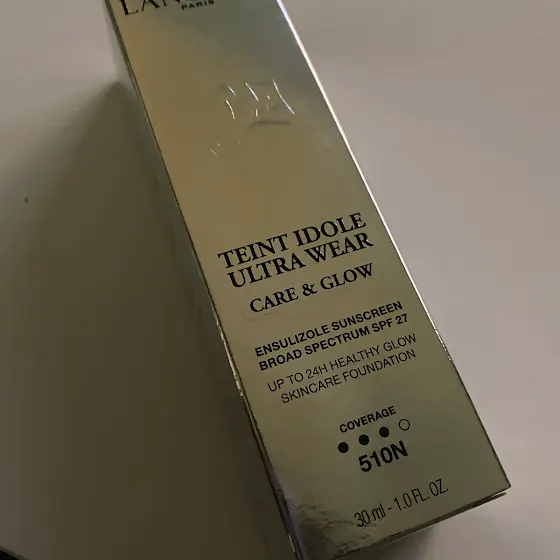 PARIS
TEINT IDOLE
ULTRA WEAR
CARE & GLOW
ENSULIZOLE SUNSCREEN
BROAD SPECTRUM SPF 27
UP TO 24H HEALTHY GLOW
SKINCARE FOUNDATION
COVERAGE
510N
30 ml - 1.0 FL. OZ.